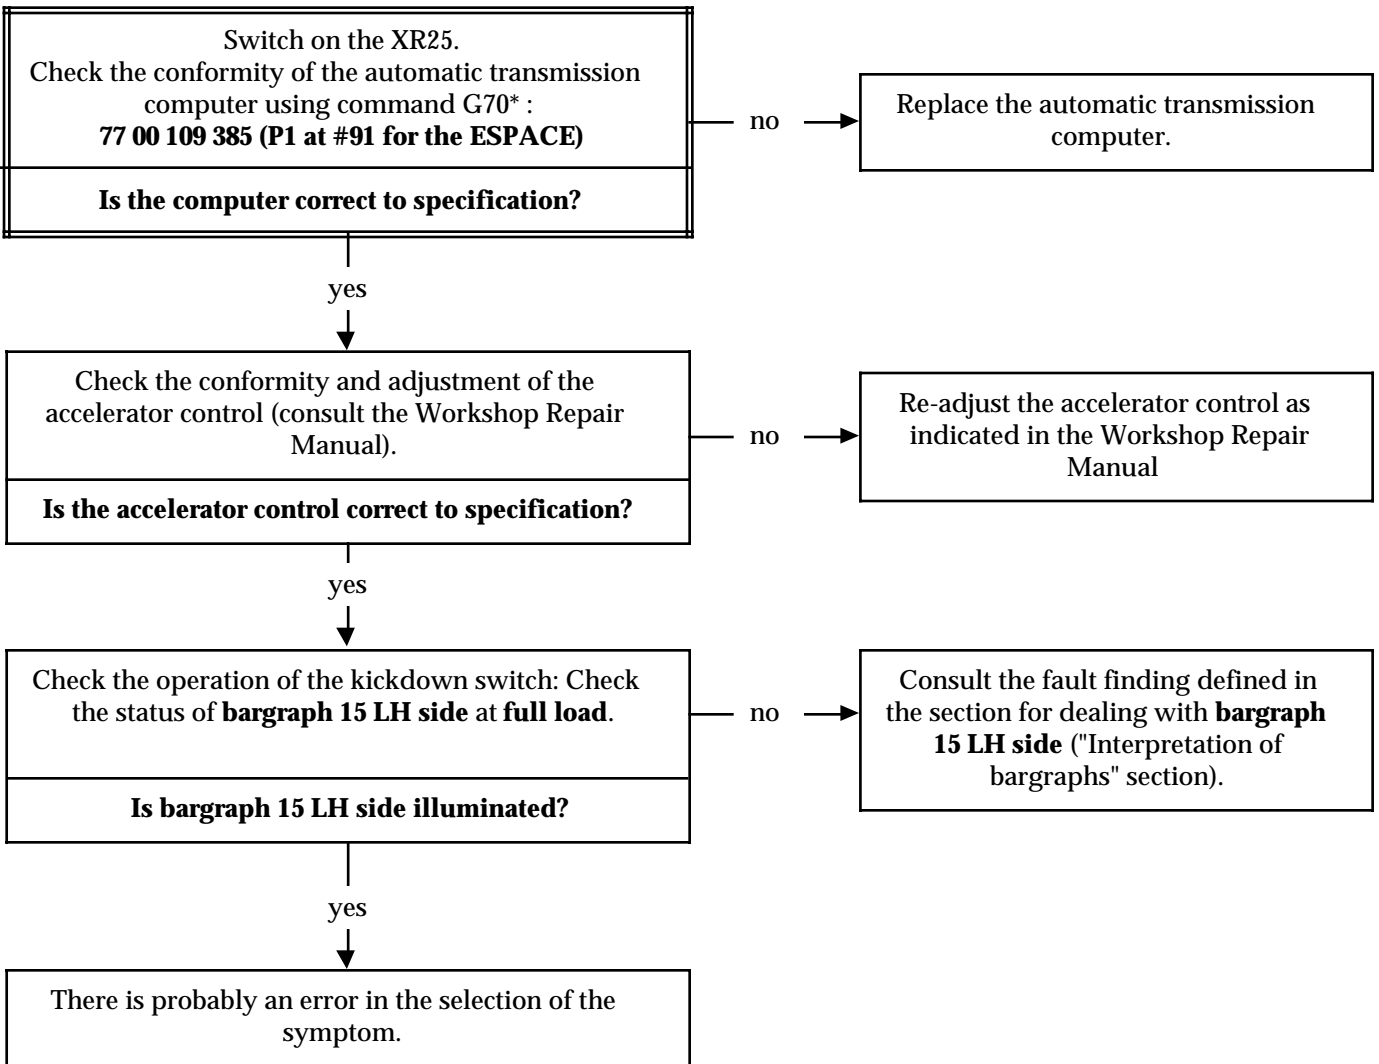 Switch on the XR25.
Check the conformity of the automatic transmission
computer using command G70* :
77 00 109 385 (P1 at #91 for the ESPACE)
Is the computer correct to specification?
no
Replace the automatic transmission
computer.
yes
Check the conformity and adjustment of the
accelerator control (consult the Workshop Repair
Manual).
Is the accelerator control correct to specification?
no
Re-adjust the accelerator control as
indicated in the Workshop Repair
Manual
yes
Check the operation of the kickdown switch: Check
the status of bargraph 15 LH side at full load.
Is bargraph 15 LH side illuminated?
no
Consult the fault finding defined in
the section for dealing with bargraph
15 LH side ("Interpretation of
bargraphs" section).
yes
There is probably an error in the selection of the
symptom.